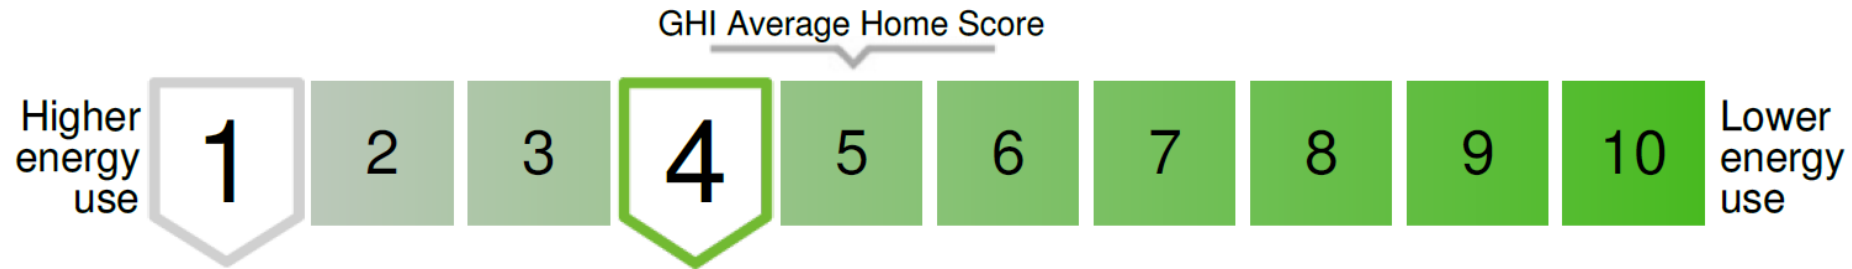 GHI Average Home Score
Higher
energy
use
1 2 3 4 5 6 7 8 9 10
Lower
energy
use